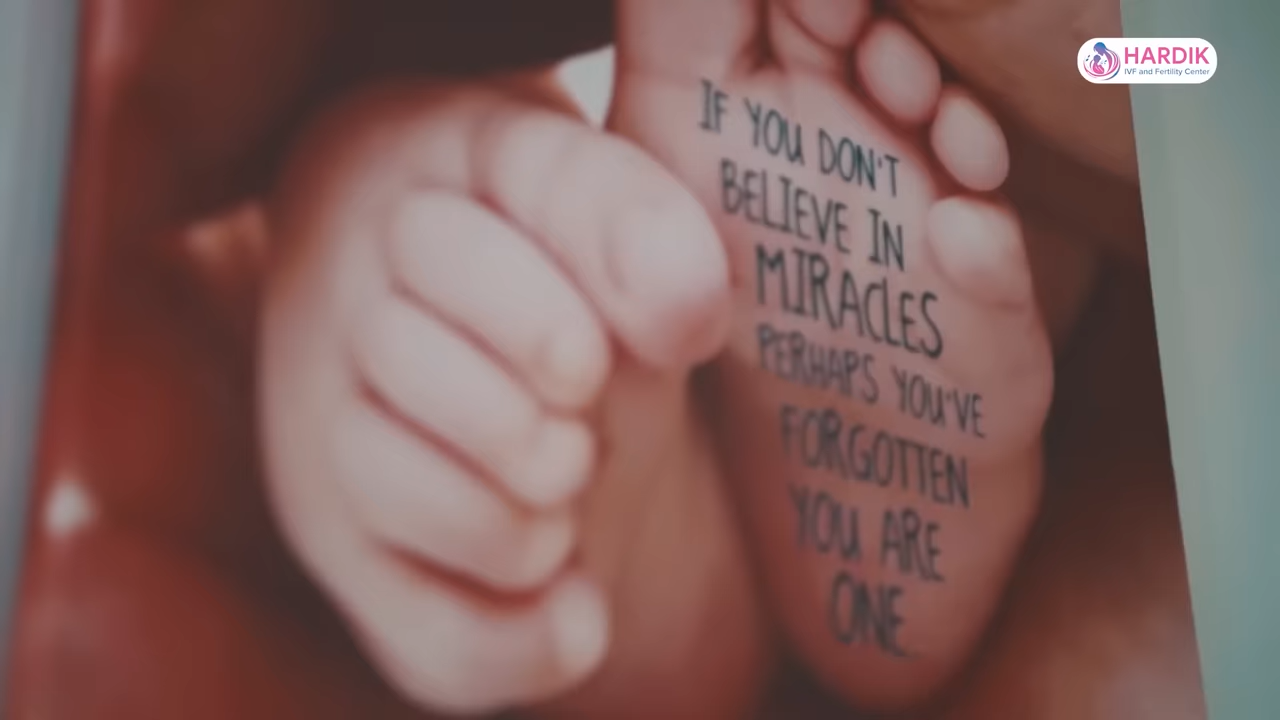 HARDIK
IVF and Fertility Center
IF YOU DON'T
BELIEVE IN
MIRACLES
PERHAPS YOU'VE
FORGOTTEN
YOU ARE
ONE.